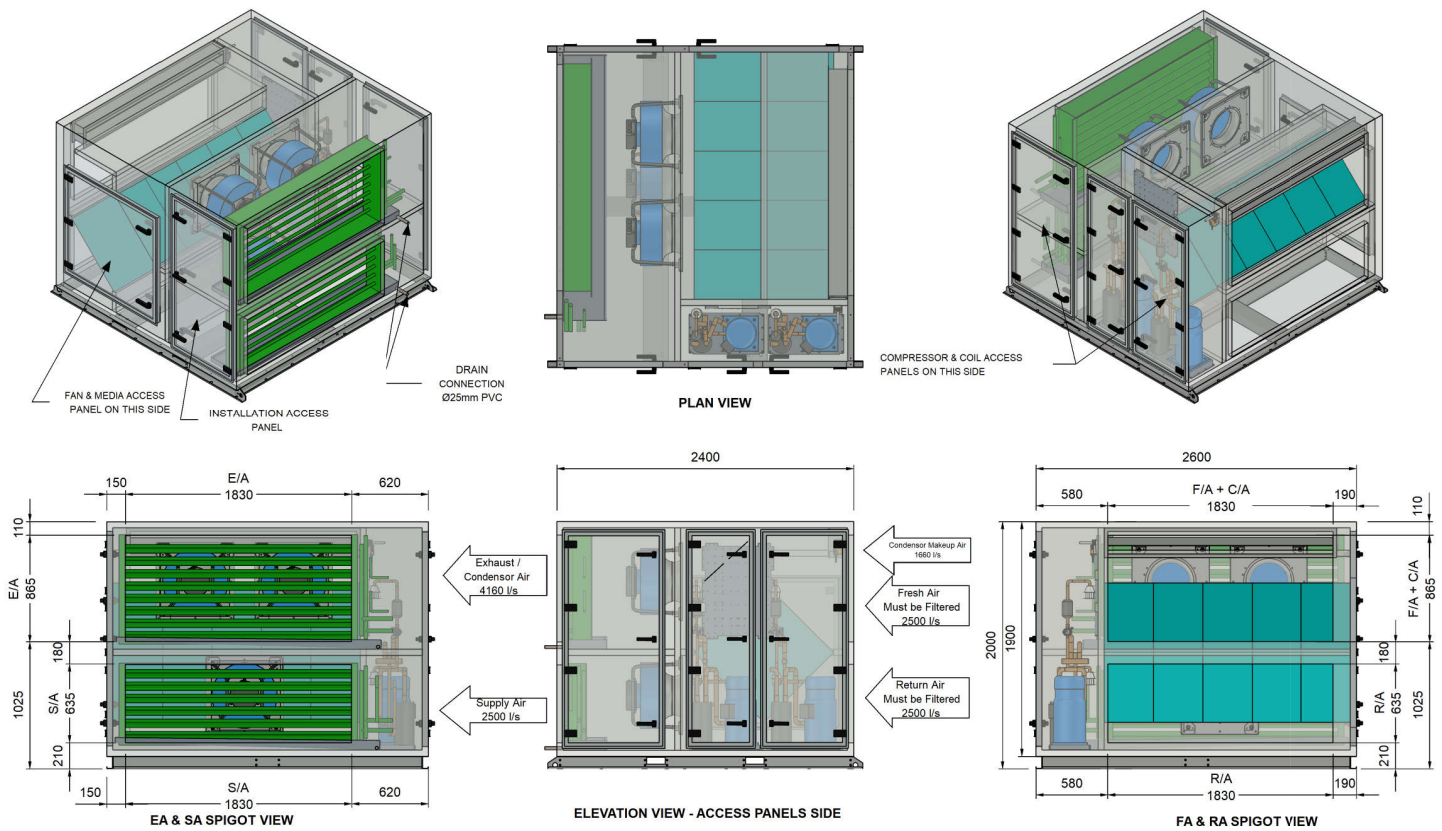 FAN & MEDIA ACCESS
PANEL ON THIS SIDE
INSTALLATION ACCESS
PANEL
DRAIN
CONNECTION
Ø25mm PVC
PLAN VIEW
COMPRESSOR & COIL ACCESS
PANELS ON THIS SIDE
E/A
150
1830
620
110
E/A
865
180
1025
S/A
635
210
S/A
150
1830
620
EA & SA SPIGOT VIEW
2400
Exhaust /
Condensor Air
4160 l/s
Supply Air
2500 l/s
Condensor Makeup Air
1660 l/s
Fresh Air
Must be Filtered
2500 l/s
Return Air
Must be Filtered
2500 l/s
ELEVATION VIEW - ACCESS PANELS SIDE
2600
F/A + C/A
580
1830
190
110
2000
1900
F/A + C/A
865
180
R/A
635
1025
210
R/A
580
1830
190
FA & RA SPIGOT VIEW